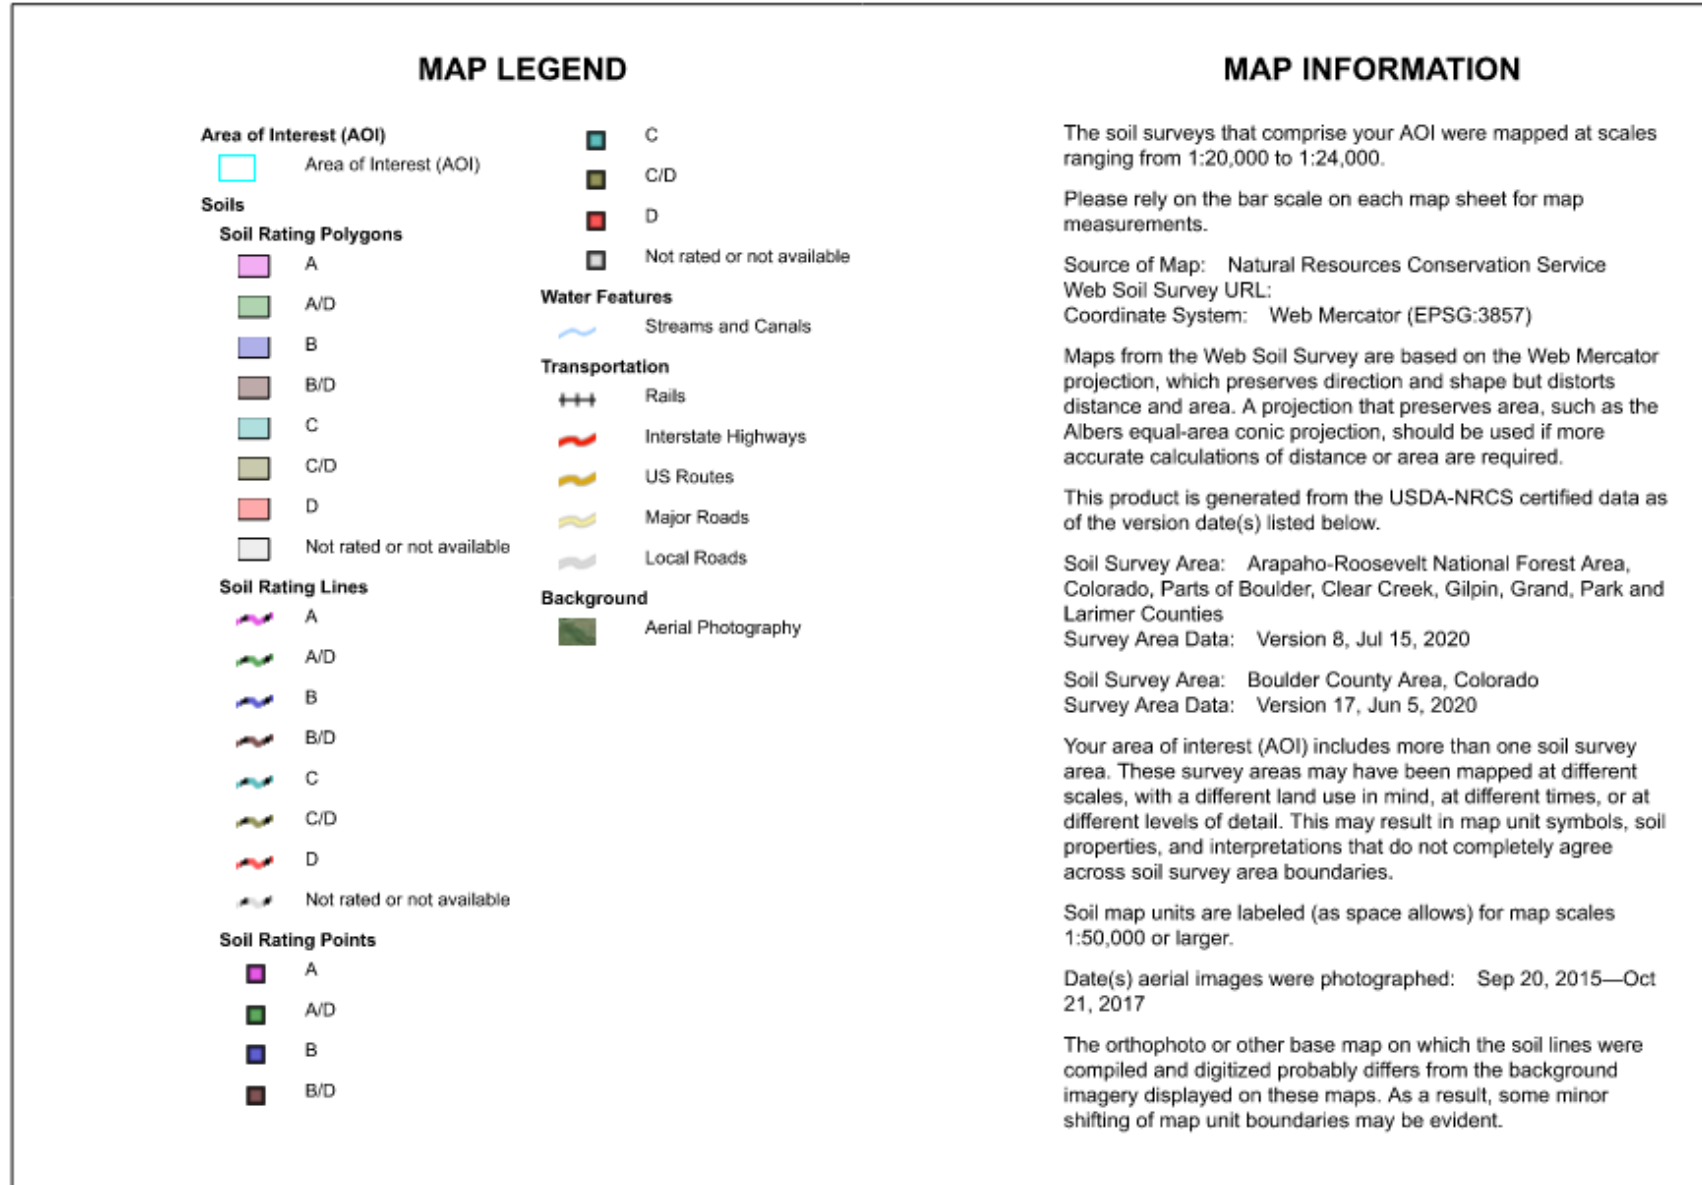 MAP LEGEND
Area of Interest (AOI)
Area of Interest (AOI)
Soils
Soil Rating Polygons
A
A/D
B
B/D
C
C/D
D
Not rated or not available
Soil Rating Lines
A
A/D
B
B/D
C
C/D
D
Not rated or not available
Soil Rating Points
A
A/D
B
B/D
C
C/D
D
Not rated or not available
Water Features
Streams and Canals
Transportation
Rails
Interstate Highways
US Routes
Major Roads
Local Roads
Background
Aerial Photography
MAP INFORMATION
The soil surveys that comprise your AOI were mapped at scales
ranging from 1:20,000 to 1:24,000.
Please rely on the bar scale on each map sheet for map
measurements.
Source of Map: Natural Resources Conservation Service
Web Soil Survey URL:
Coordinate System: Web Mercator (EPSG:3857)
Maps from the Web Soil Survey are based on the Web Mercator
projection, which preserves direction and shape but distorts
distance and area. A projection that preserves area, such as the
Albers equal-area conic projection, should be used if more
accurate calculations of distance or area are required.
This product is generated from the USDA-NRCS certified data as
of the version date(s) listed below.
Soil Survey Area: Arapaho-Roosevelt National Forest Area,
Colorado, Parts of Boulder, Clear Creek, Gilpin, Grand, Park and
Larimer Counties
Survey Area Data: Version 8, Jul 15, 2020
Soil Survey Area: Boulder County Area, Colorado
Survey Area Data: Version 17, Jun 5, 2020
Your area of interest (AOI) includes more than one soil survey
area. These survey areas may have been mapped at different
scales, with a different land use in mind, at different times, or at
different levels of detail. This may result in map unit symbols, soil
properties, and interpretations that do not completely agree
across soil survey area boundaries.
Soil map units are labeled (as space allows) for map scales
1:50,000 or larger.
Date(s) aerial images were photographed: Sep 20, 2015—Oct
21, 2017
The orthophoto or other base map on which the soil lines were
compiled and digitized probably differs from the background
imagery displayed on these maps. As a result, some minor
shifting of map unit boundaries may be evident.